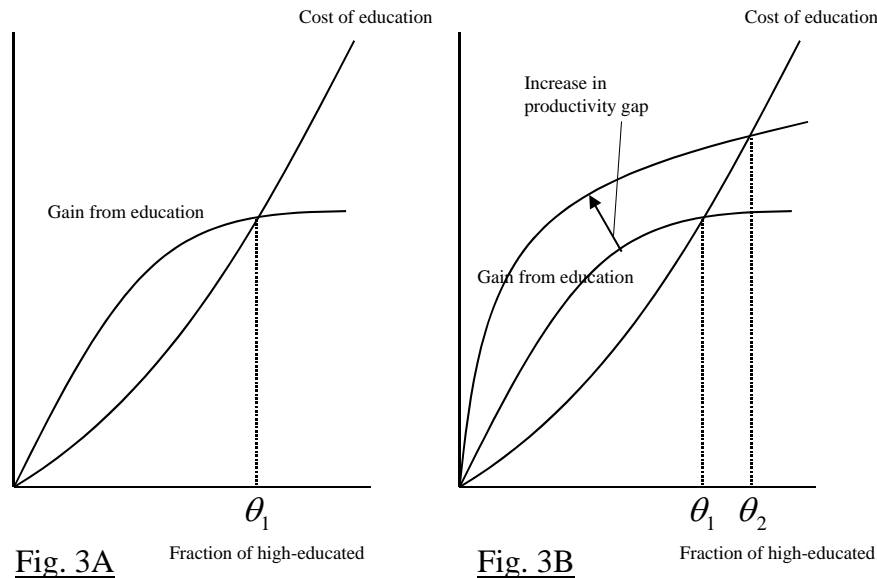 Cost of education
Gain from education
θ1
Fig. 3A
Fraction of high-educated
Cost of education
Increase in
productivity gap
Gain from education
θ1
θ2
Fig. 3B
Fraction of high-educated